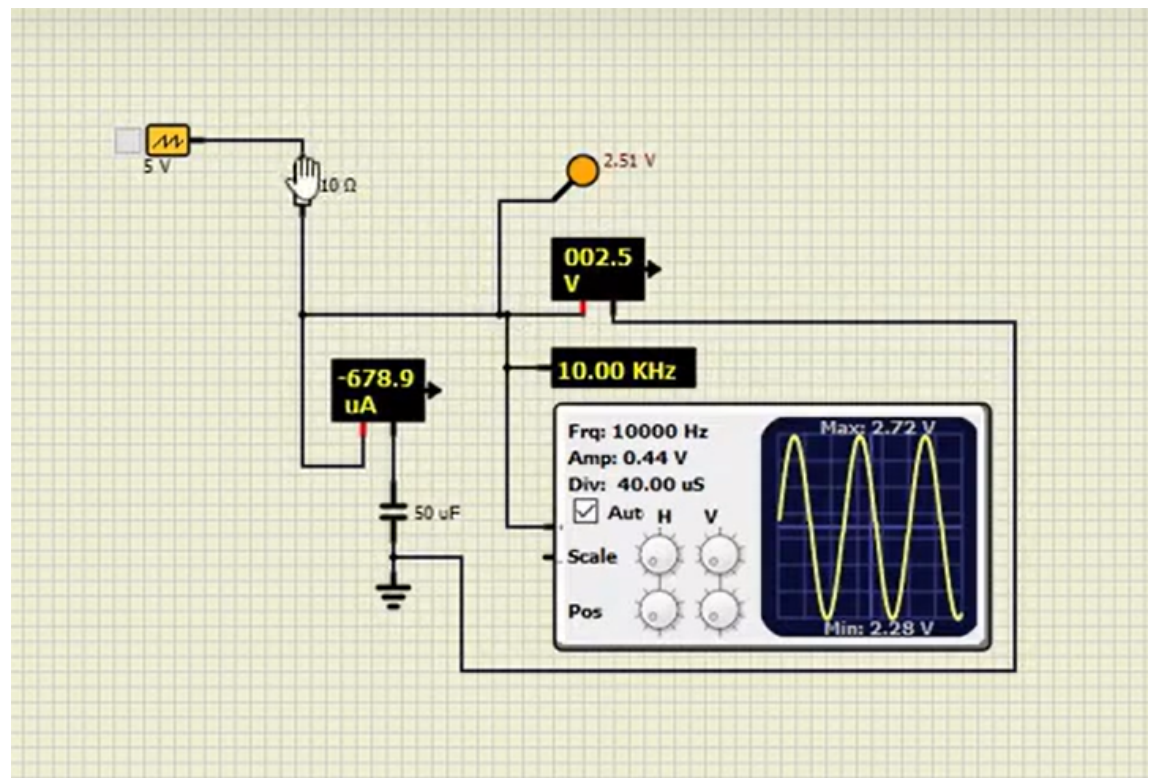 5 V
10 Ω
2.51 V
002.5
V
-678.9
uA
10.00 KHz
50 uF
Frq: 10000 Hz
Amp: 0.44 V
Div: 40.00 uS
Aut H V
Scale
Pos
Max: 2.72 V
Min: 2.28 V